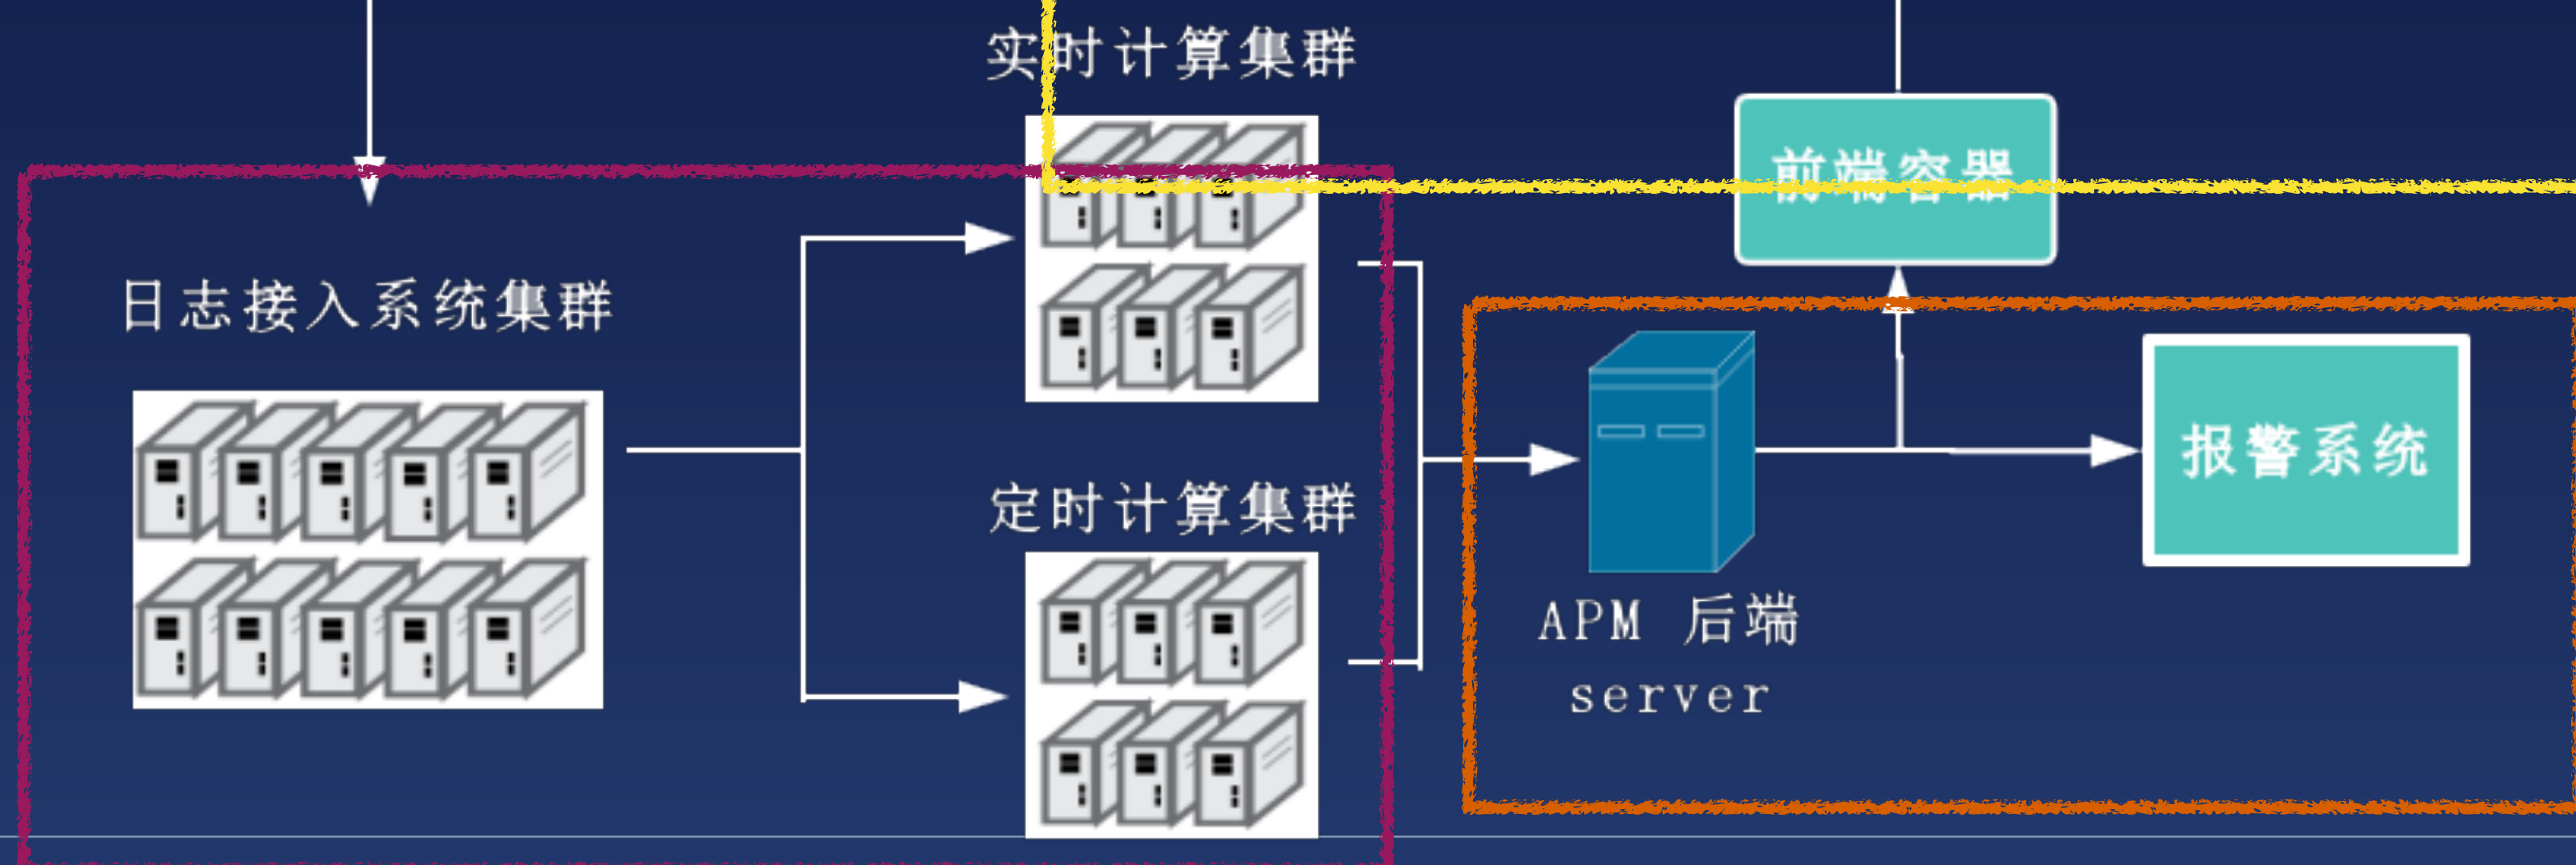 实时计算集群
前端容器
日志接入系统集群
报警系统
定时计算集群
APM 后端
server